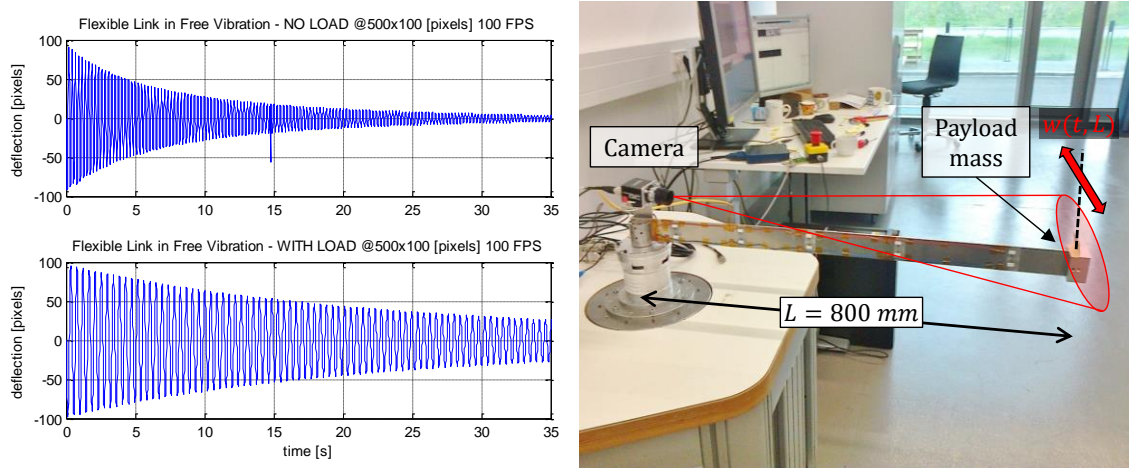 Flexible Link in Free Vibration - NO LOAD @500x100 [pixels] 100 FPS
100
50
0
-50
-100
deflection [pixels]
0 5 10 15 20 25 30 35
Flexible Link in Free Vibration - WITH LOAD @500x100 [pixels] 100 FPS
100
50
0
-50
-100
deflection [pixels]
0 5 10 15 20 25 30 35
time [s]
Camera
Payload
mass
w(t, L)
L = 800 mm